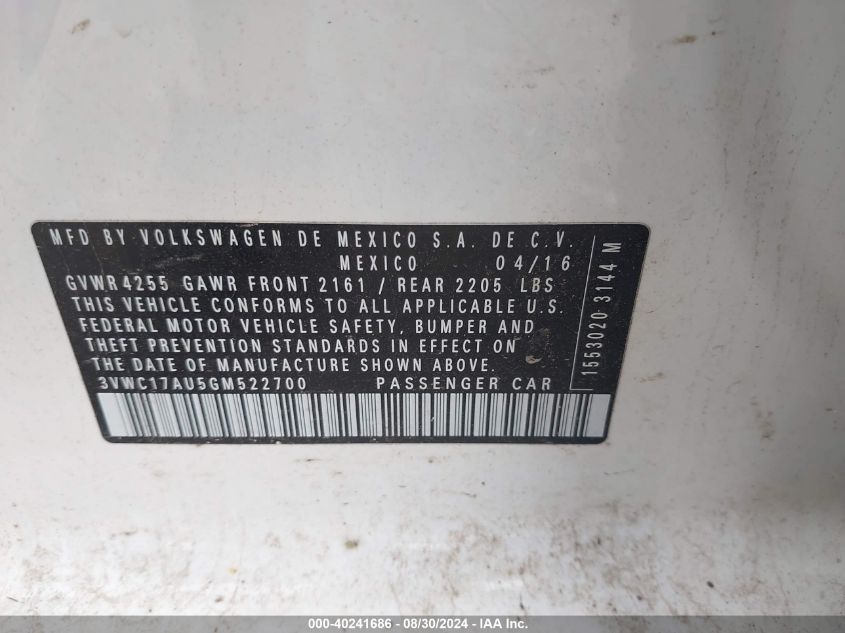 MFD BY VOLKSWAGEN DE MEXICO S.A. DE C.V.
MEXICO 04/16
GVWR 4255 GAWR FRONT 2161 / REAR 2205 LBS
THIS VEHICLE CONFORMS TO ALL APPLICABLE U.S.
FEDERAL MOTOR VEHICLE SAFETY, BUMPER AND
THEFT PREVENTION STANDARDS IN EFFECT ON
THE DATE OF MANUFACTURE SHOWN ABOVE.
3VWC17AU5GM522700 PASSENGER CAR
1553020 3144 M
000-40241686 - 08/30/2024 - IAA Inc.